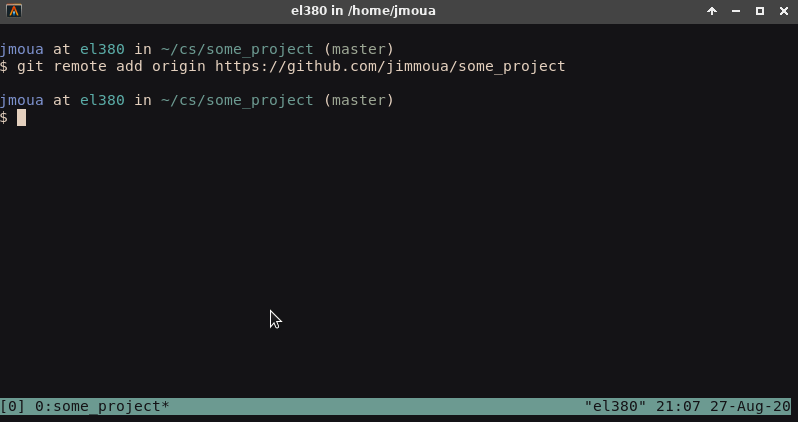 el380 in /home/jmoua
jmoua at el380 in ~/cs/some_project (master)
$ git remote add origin https://github.com/jimmoua/some_project
jmoua at el380 in ~/cs/some_project (master)
$
[0] 0:some_project* "el380" 21:07 27-Aug-20